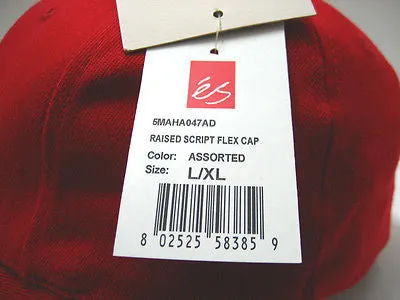 éS
5MAHA047AD
RAISED SCRIPT FLEX CAP
Color: ASSORTED
Size: L/XL
8 02525 58385 9